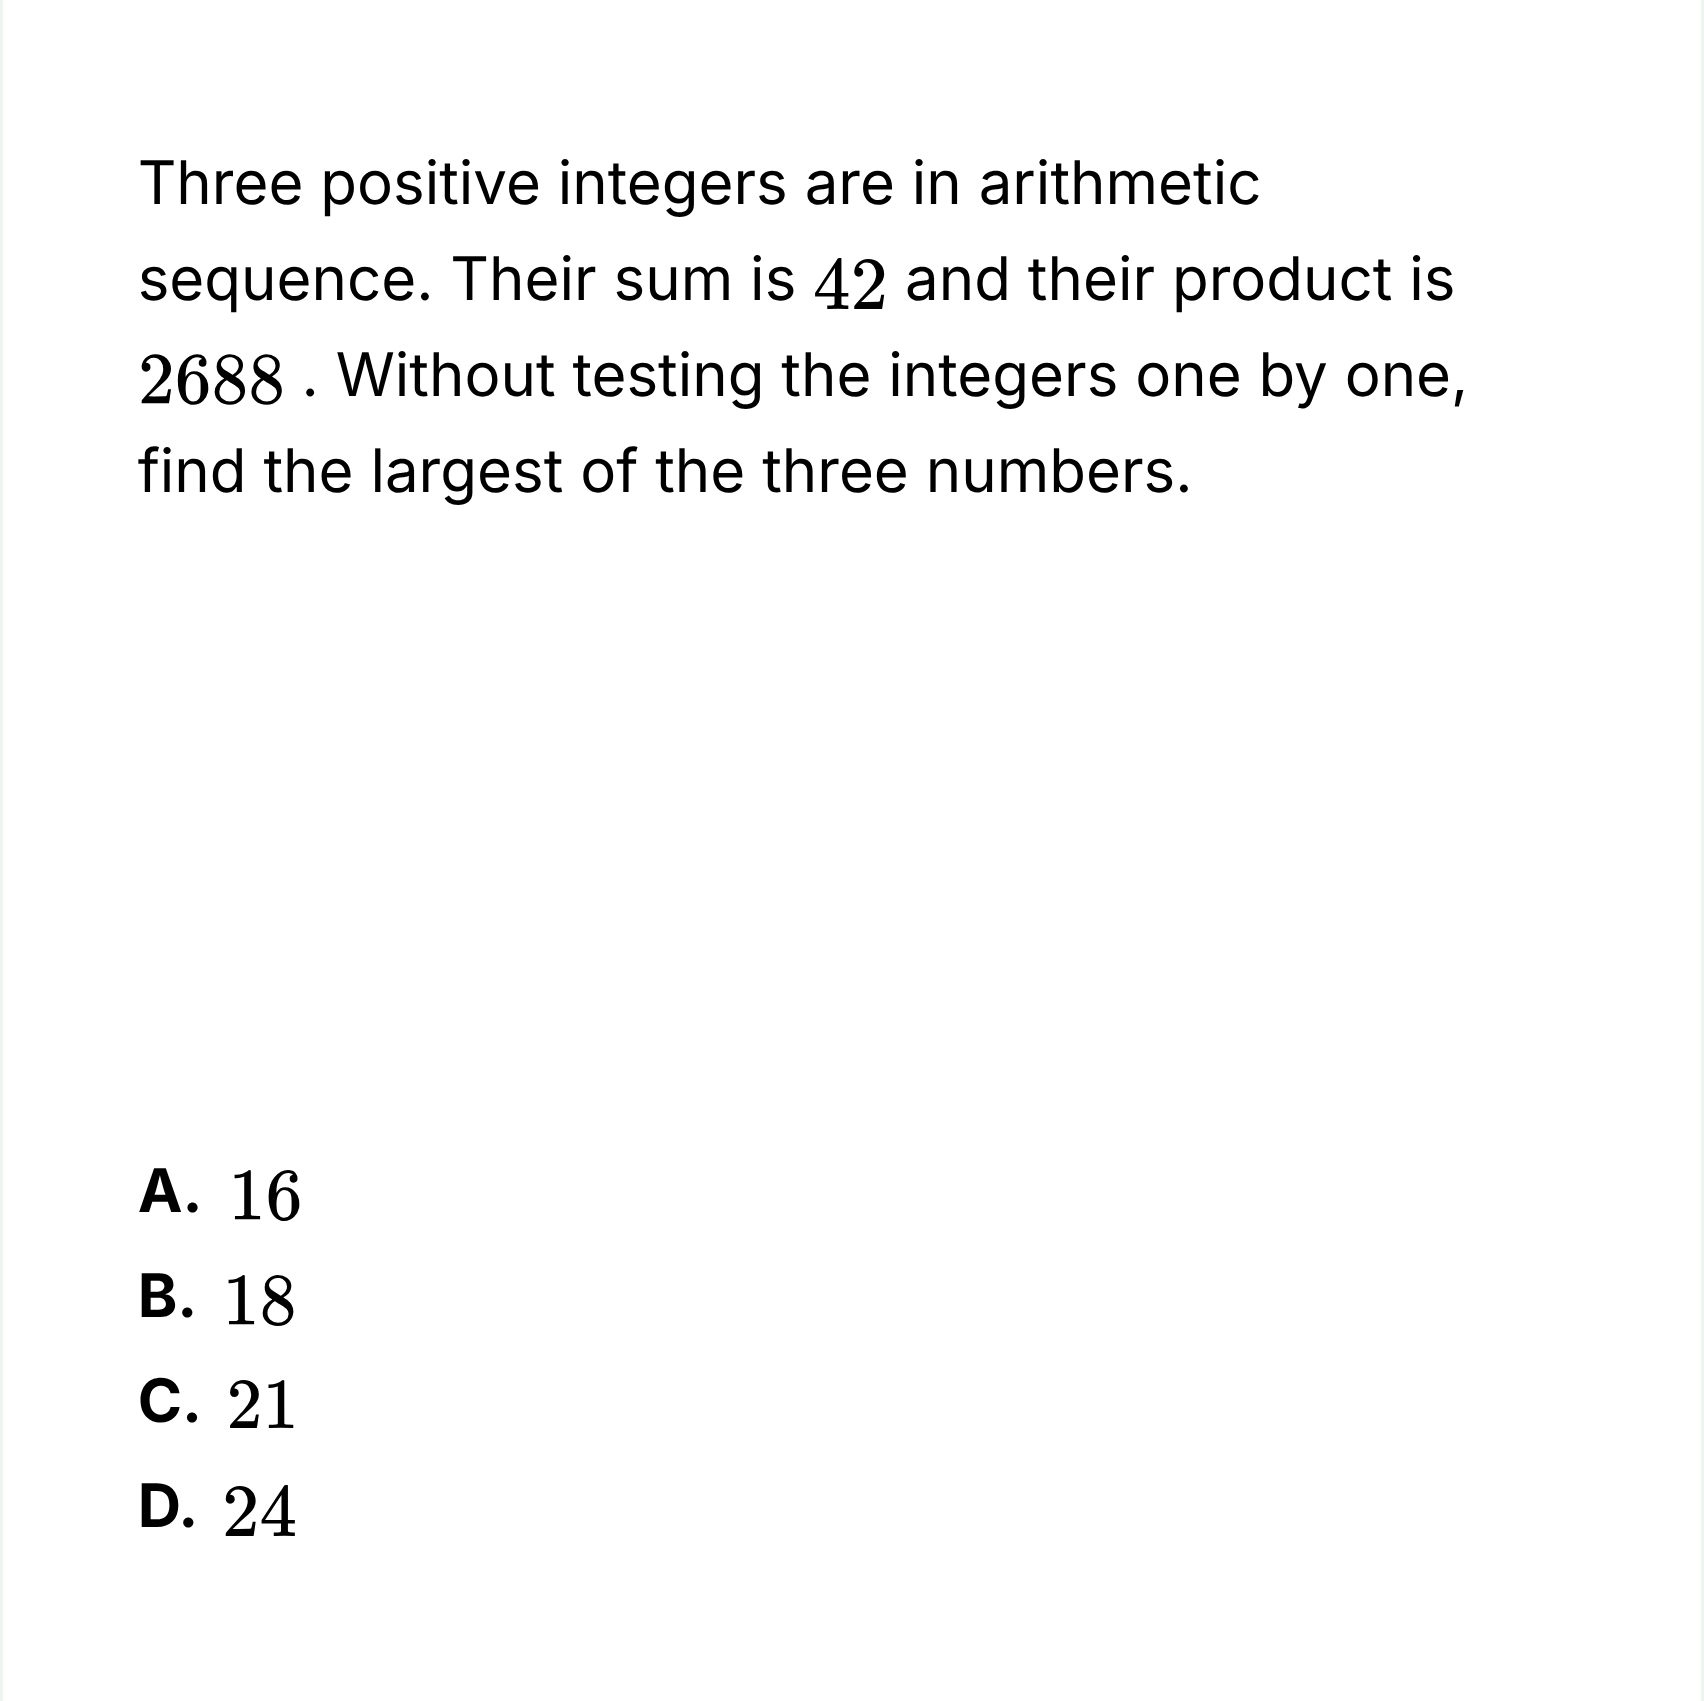 Three positive integers are in arithmetic
sequence. Their sum is 42 and their product is
2688 . Without testing the integers one by one,
find the largest of the three numbers.
A. 16
B. 18
C. 21
D. 24